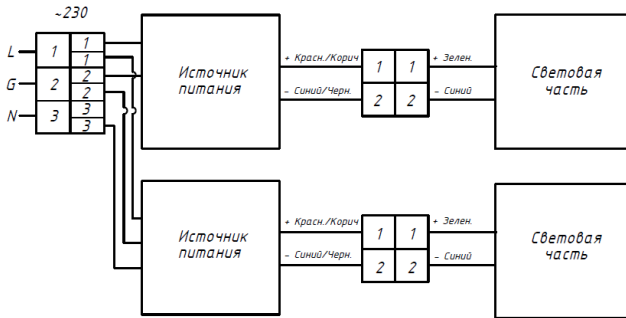 ~230
L 1 1
1
G 2 2
2
N 3 3
3
Источник
питания
+ Красн./Корич
- Синий/Черн.
1 1
2 2
+ Зелен.
- Синий
Световая
часть
Источник
питания
+ Красн./Корич
- Синий/Черн.
1 1
2 2
+ Зелен.
- Синий
Световая
часть